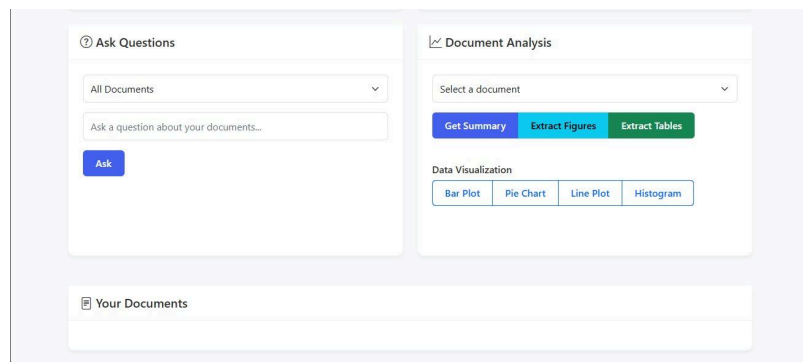 Ask Questions
All Documents
Ask a question about your documents...
Ask
Document Analysis
Select a document
Get Summary Extract Figures Extract Tables
Data Visualization
Bar Plot Pie Chart Line Plot Histogram
Your Documents